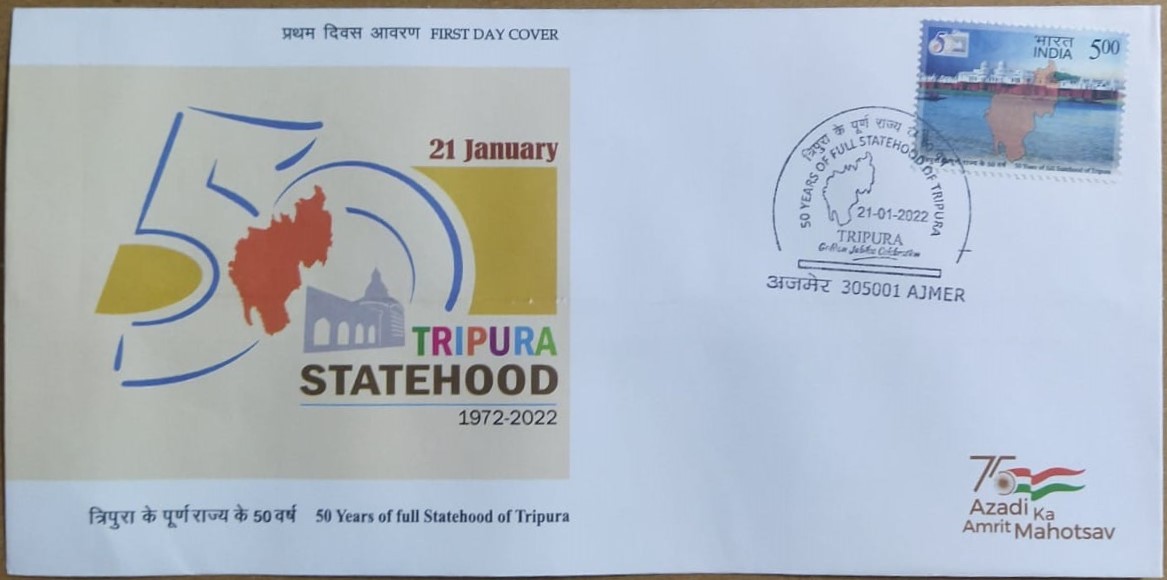 प्रथम दिवस आवरण FIRST DAY COVER
21 January
50
TRIPURA
STATEHOOD
1972-2022
त्रिपुरा के पूर्ण राज्य के 50 वर्ष 50 Years of full Statehood of Tripura
भारत
INDIA
500
50 Years of full Statehood of Tripura
त्रिपुरा के पूर्ण राज्य
50 YEARS OF FULL STATEHOOD OF TRIPURA
21-01-2022
TRIPURA
Golden Jubilee Celebration
अजमेर 305001 AJMER
75
Azadi Ka
Amrit Mahotsav